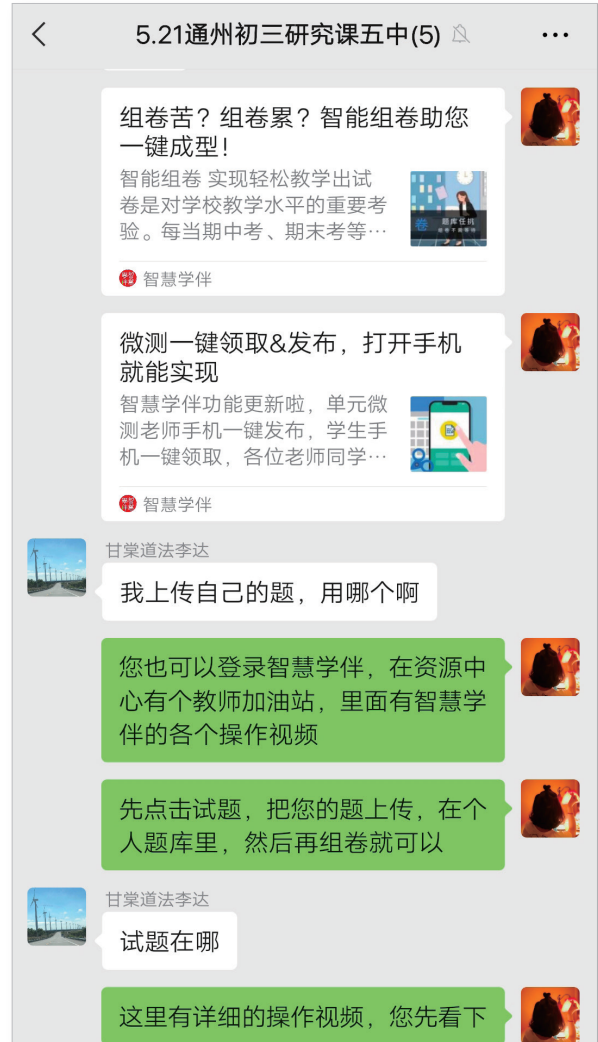 5.21通州初三研究课五中(5)
组卷苦？组卷累？智能组卷助您
一键成型！
智能组卷 实现轻松教学出试
卷是对学校教学水平的重要考
验。每当期中考、期末考等…
卷 题库任机
智慧学伴
微测一键领取&发布，打开手机
就能实现
智慧学伴功能更新啦，单元微
测老师手机一键发布，学生手
机一键领取，各位老师同学…
智慧学伴
甘棠道法李达
我上传自己的题，用哪个啊
您也可以登录智慧学伴，在资源中
心有个教师加油站，里面有智慧学
伴的各个操作视频
先点击试题，把您的题上传，在个
人题库里，然后再组卷就可以
甘棠道法李达
试题在哪
这里有详细的操作视频，您先看下